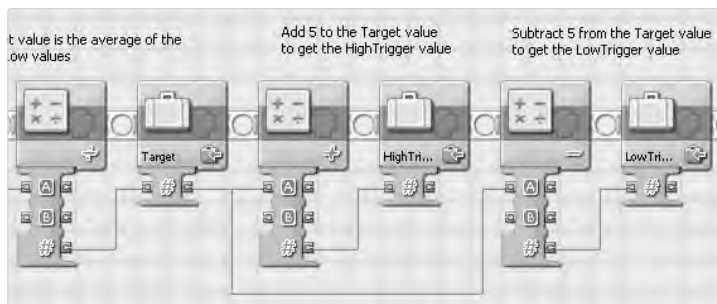 t value is the average of the
ow values
Add 5 to the Target value
to get the HighTrigger value
Subtract 5 from the Target value
to get the LowTrigger value
Target
HighTri...
LowTri...
A
B
#
#
A
B
#
#
A
B
#
#